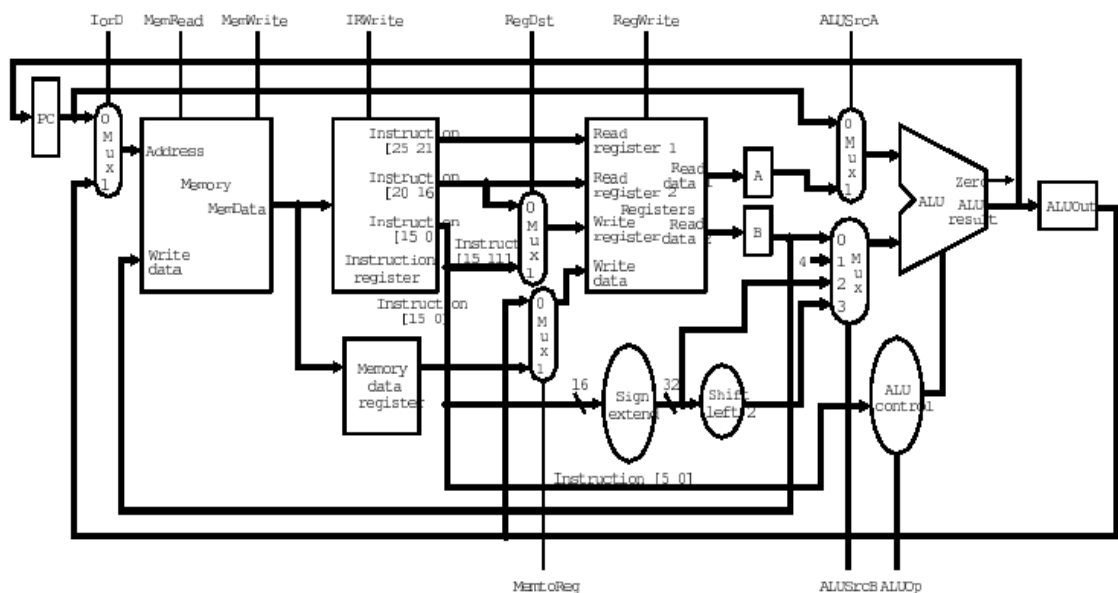 IorD MemRead MemWrite IRWrite RegDst RegWrite ALUSrcA
PC
0
M
u
x
1
Address
Memory
MemData
Write
data
Instruction
[25 21
Instruction
[20 16
Instruction
[15 0
Instruction
register
Instruct
[15 11]
Instruction
[15 0]
0
M
u
x
1
0
M
u
x
1
Memory
data
register
Read
register 1
Read
register 2
Registers
Write
register
Write
data
Read
data 1
Read
data 2
A
B
4
0
M
u
x
1
0
1
2
3
M
u
x
Zero
ALU
ALU
result
ALUOut
16
Sign
extend
32
Shift
left 2
ALU
control
Instruction [5 0]
MemtoReg ALUSrcB ALUOp